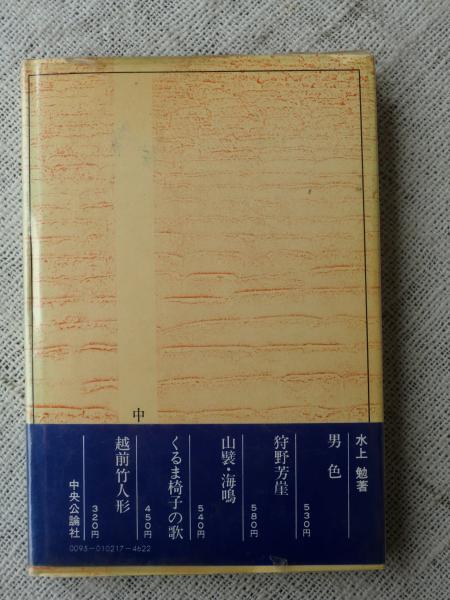 中
水上 勉著
男色
530円
狩野芳崖
580円
山襞・海鳴
540円
くるま椅子の歌
450円
越前竹人形
320円
中央公論社
0093-010217-4622